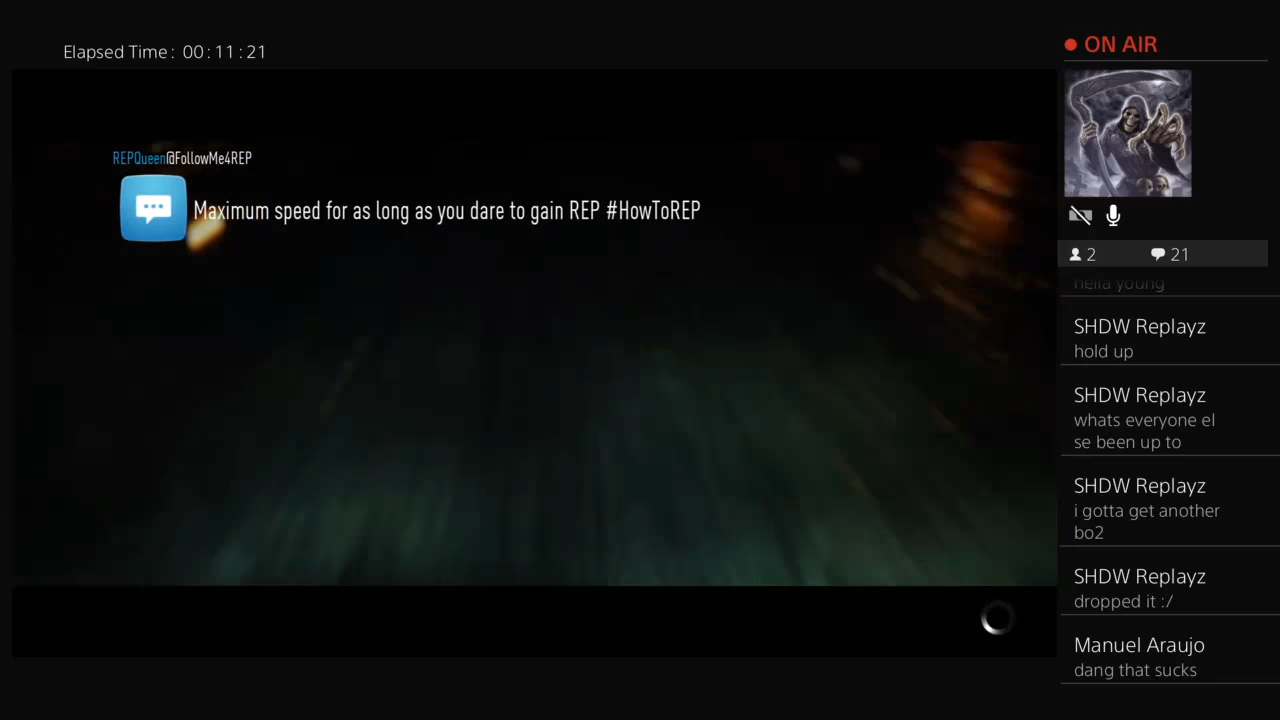 Elapsed Time: 00:11:21
ON AIR
REPQueen@FollowMe4REP
Maximum speed for as long as you dare to gain REP #HowToREP
2 21
hella young
SHDW Replayz
hold up
SHDW Replayz
whats everyone el
se been up to
SHDW Replayz
i gotta get another
bo2
SHDW Replayz
dropped it :/
Manuel Araujo
dang that sucks